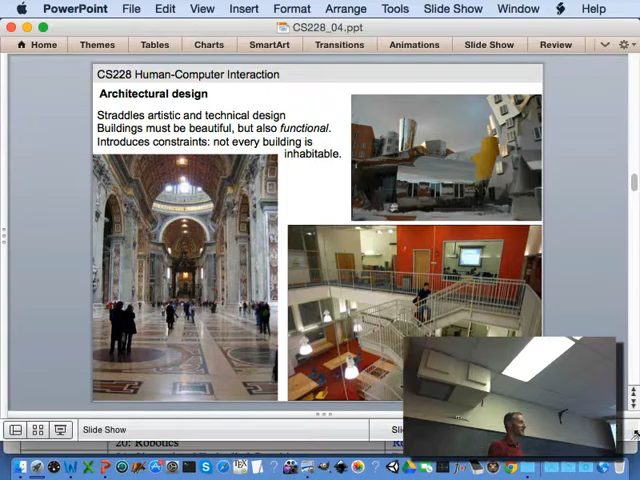 PowerPoint File Edit View Insert Format Arrange Tools Slide Show Window Help
CS228_04.ppt
Home Themes Tables Charts SmartArt Transitions Animations Slide Show Review
CS228 Human-Computer Interaction
Architectural design
Straddles artistic and technical design
Buildings must be beautiful, but also functional.
Introduces constraints: not every building is
inhabitable.
Slide Show
20: Robotics